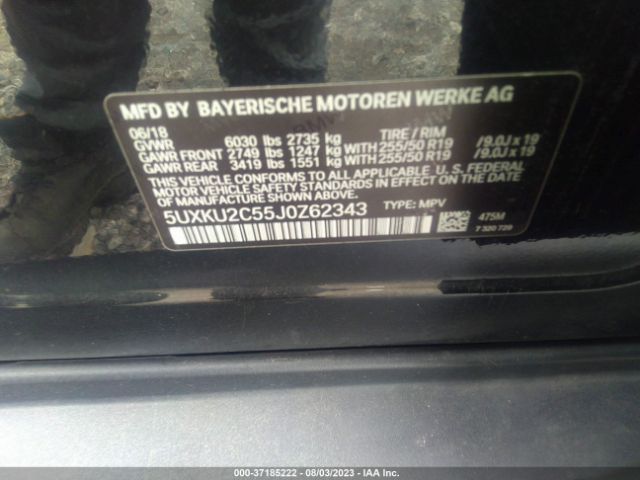 MFD BY BAYERISCHE MOTOREN WERKE AG
06/18 TIRE / RIM
GVWR 6030 lbs 2735 kg
GAWR FRONT 2749 lbs 1247 kg WITH 255/50 R19 /9.0J x 19
GAWR REAR 3419 lbs 1551 kg WITH 255/50 R19 /9.0J x 19
THIS VEHICLE CONFORMS TO ALL APPLICABLE U. S. FEDERAL
MOTOR VEHICLE SAFETY STANDARDS IN EFFECT ON THE
DATE OF MANUFACTURE SHOWN ABOVE.
5UXKU2C55J0Z62343 TYPE: MPV
475M
7 320 729
000-37185222 - 08/03/2023 - IAA Inc.